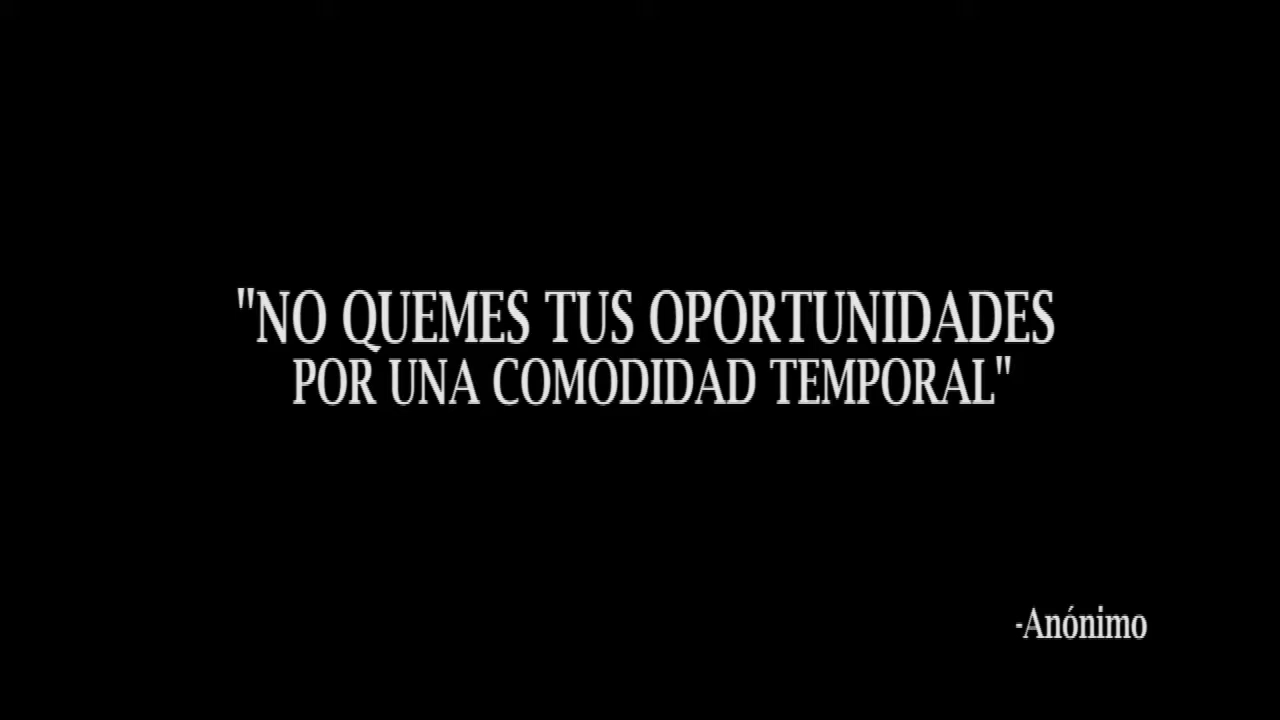 "NO QUEMES TUS OPORTUNIDADES
POR UNA COMODIDAD TEMPORAL"
-Anónimo